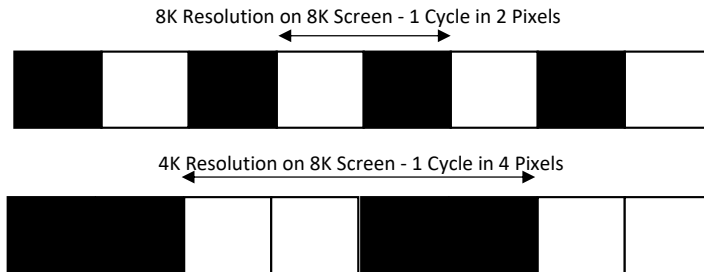 8K Resolution on 8K Screen - 1 Cycle in 2 Pixels
4K Resolution on 8K Screen - 1 Cycle in 4 Pixels